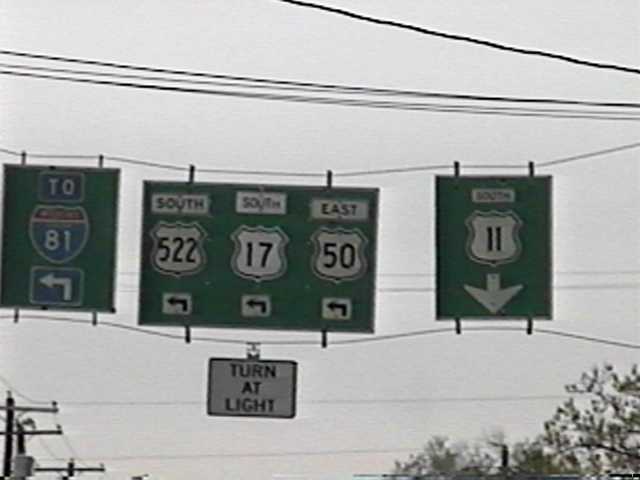 TO
81
SOUTH
522
SOUTH
17
EAST
50
SOUTH
11
TURN
AT
LIGHT